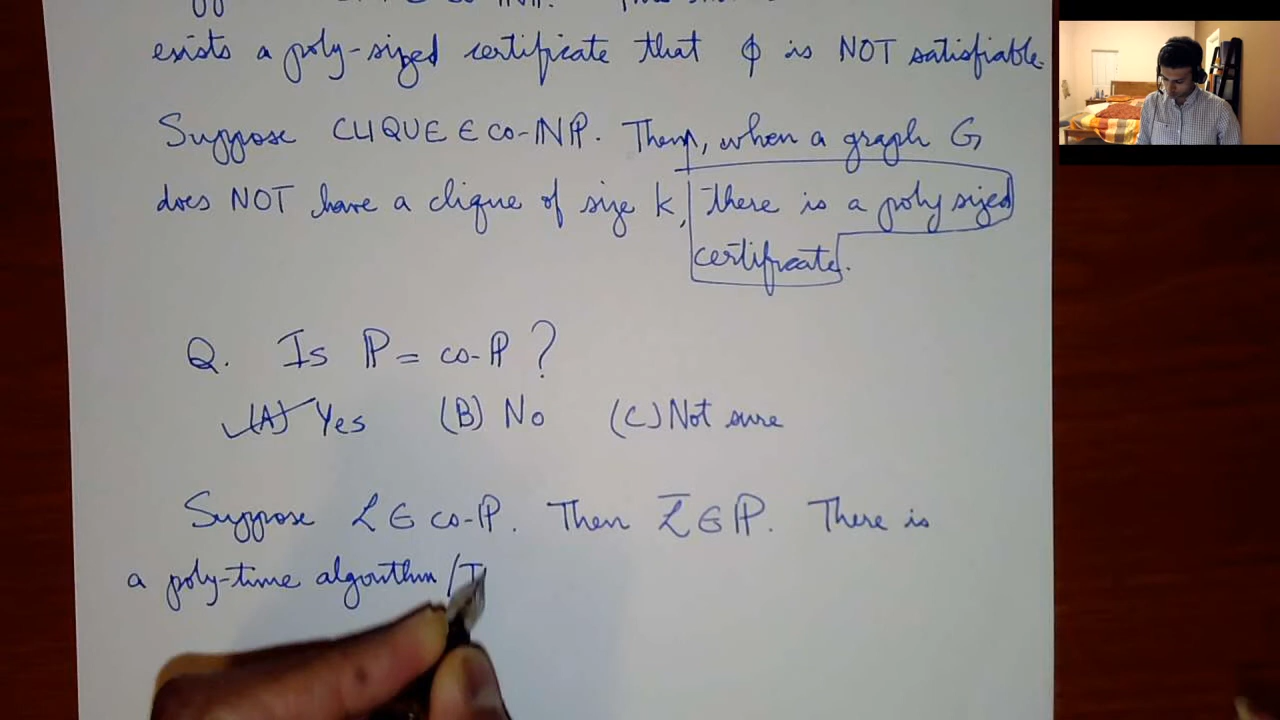 exists a poly-sized certificate that ϕ is NOT satisfiable.
Suppose CLIQUE ∈ co-ℕℙ. Then, when a graph G
does NOT have a clique of size k, there is a poly sized
certificate.
Q. Is ℙ = co-ℙ ?
(A) Yes (B) No (C) Not sure
Suppose L ∈ co-ℙ. Then L̅ ∈ ℙ. There is
a poly-time algorithm / T